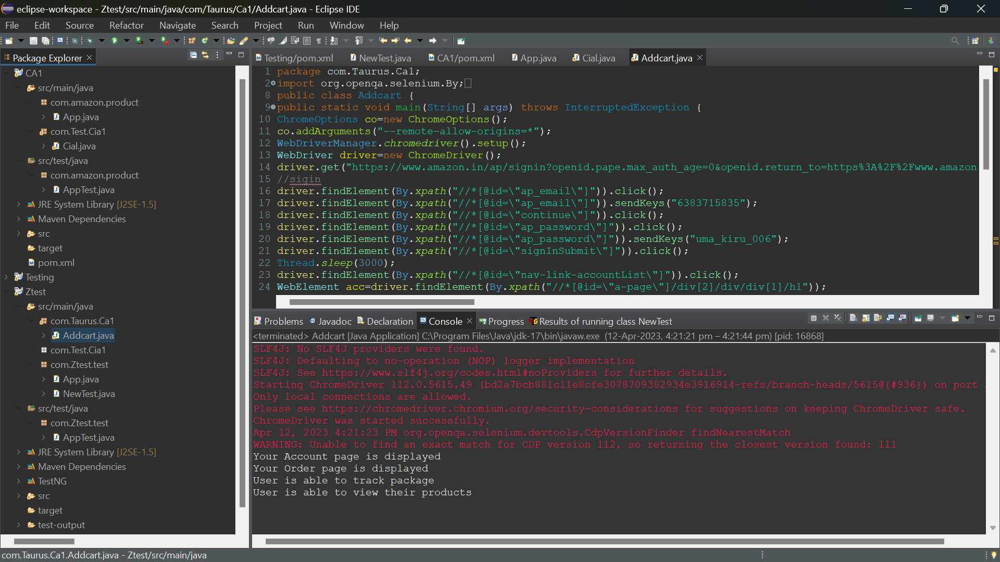 eclipse-workspace - Ztest/src/main/java/com/Taurus/Ca1/Addcart.java - Eclipse IDE
File Edit Source Refactor Navigate Search Project Run Window Help
Package Explorer
CA1
src/main/java
com.amazon.product
App.java
com.Test.Cia1
CiaI.java
src/test/java
com.amazon.product
AppTest.java
JRE System Library [J2SE-1.5]
Maven Dependencies
src
target
pom.xml
Testing
Ztest
src/main/java
com.Taurus.Ca1
Addcart.java
com.Test.Cia1
com.Ztest.test
App.java
NewTest.java
src/test/java
com.Ztest.test
AppTest.java
JRE System Library [J2SE-1.5]
Maven Dependencies
TestNG
src
target
test-output
Testing/pom.xml NewTest.java CA1/pom.xml App.java CiaI.java Addcart.java
1 package com.Taurus.Ca1;
2 import org.openqa.selenium.By;
8 public class Addcart {
9 public static void main(String[] args) throws InterruptedException {
10 ChromeOptions co=new ChromeOptions();
11 co.addArguments("--remote-allow-origins=*");
12 WebDriverManager.chromedriver().setup();
13 WebDriver driver=new ChromeDriver();
14 driver.get("https://www.amazon.in/ap/signin?openid.pape.max_auth_age=0&openid.return_to=https%3A%2F%2Fwww.amazon
15 //sigin
16 driver.findElement(By.xpath("//*[@id=\"ap_email\"]")).click();
17 driver.findElement(By.xpath("//*[@id=\"ap_email\"]")).sendKeys("6383715835");
18 driver.findElement(By.xpath("//*[@id=\"continue\"]")).click();
19 driver.findElement(By.xpath("//*[@id=\"ap_password\"]")).click();
20 driver.findElement(By.xpath("//*[@id=\"ap_password\"]")).sendKeys("uma_kiru_006");
21 driver.findElement(By.xpath("//*[@id=\"signInSubmit\"]")).click();
22 Thread.sleep(3000);
23 driver.findElement(By.xpath("//*[@id=\"nav-link-accountList\"]")).click();
24 WebElement acc=driver.findElement(By.xpath("//*[@id=\"a-page\"]/div[2]/div/div[1]/h1"));
Problems Javadoc Declaration Console Progress Results of running class NewTest
<terminated> Addcart [Java Application] C:\Program Files\Java\jdk-17\bin\javaw.exe (12-Apr-2023, 4:21:21 pm – 4:21:44 pm) [pid: 16868]
SLF4J: No SLF4J providers were found.
SLF4J: Defaulting to no-operation (NOP) logger implementation
SLF4J: See https://www.slf4j.org/codes.html#noProviders for further details.
Starting ChromeDriver 112.0.5615.49 (bd2a7bcb881c11e8cfe3078709382934e3916914-refs/branch-heads/5615@{#936}) on port
Only local connections are allowed.
Please see https://chromedriver.chromium.org/security-considerations for suggestions on keeping ChromeDriver safe.
ChromeDriver was started successfully.
Apr 12, 2023 4:21:23 PM org.openqa.selenium.devtools.CdpVersionFinder findNearestMatch
WARNING: Unable to find an exact match for CDP version 112, so returning the closest version found: 111
Your Account page is displayed
Your Order page is displayed
User is able to track package
User is able to view their products
com.Taurus.Ca1.Addcart.java - Ztest/src/main/java